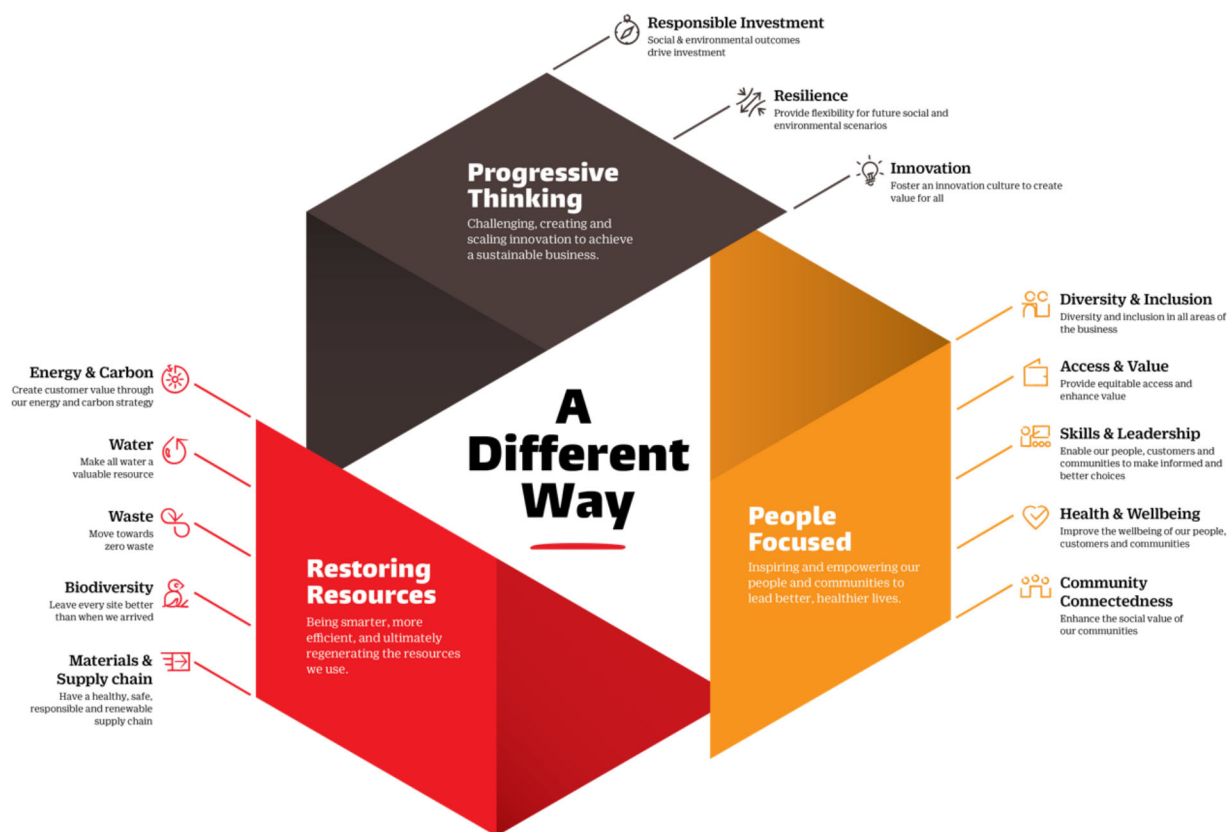 Responsible Investment
Social & environmental outcomes
drive investment
Resilience
Provide flexibility for future social and
environmental scenarios
Innovation
Foster an innovation culture to create
value for all
Progressive
Thinking
Challenging, creating and
scaling innovation to achieve
a sustainable business.
Diversity & Inclusion
Diversity and inclusion in all areas of
the business
Access & Value
Provide equitable access and
enhance value
Skills & Leadership
Enable our people, customers and
communities to make informed and
better choices
Health & Wellbeing
Improve the wellbeing of our people,
customers and communities
Community
Connectedness
Enhance the social value of
our communities
People
Focused
Inspiring and empowering our
people and communities to
lead better, healthier lives.
A
Different
Way
Energy & Carbon
Create customer value through
our energy and carbon strategy
Water
Make all water a
valuable resource
Waste
Move towards
zero waste
Biodiversity
Leave every site better
than when we arrived
Materials &
Supply chain
Have a healthy, safe,
responsible and renewable
supply chain
Restoring
Resources
Being smarter, more
efficient, and ultimately
regenerating the resources
we use.